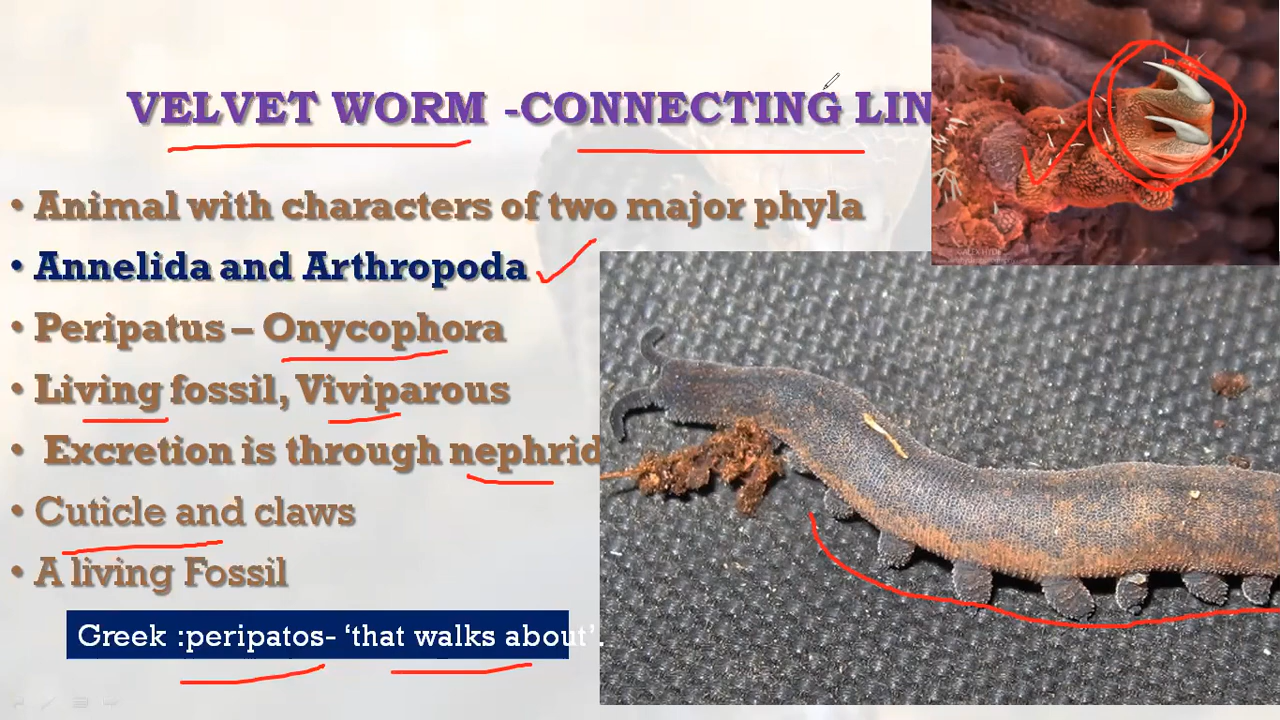 VELVET WORM -CONNECTING LIN
• Animal with characters of two major phyla
• Annelida and Arthropoda
• Peripatus – Onycophora
• Living fossil, Viviparous
• Excretion is through nephrid
• Cuticle and claws
• A living Fossil
Greek :peripatos- ‘that walks about’.